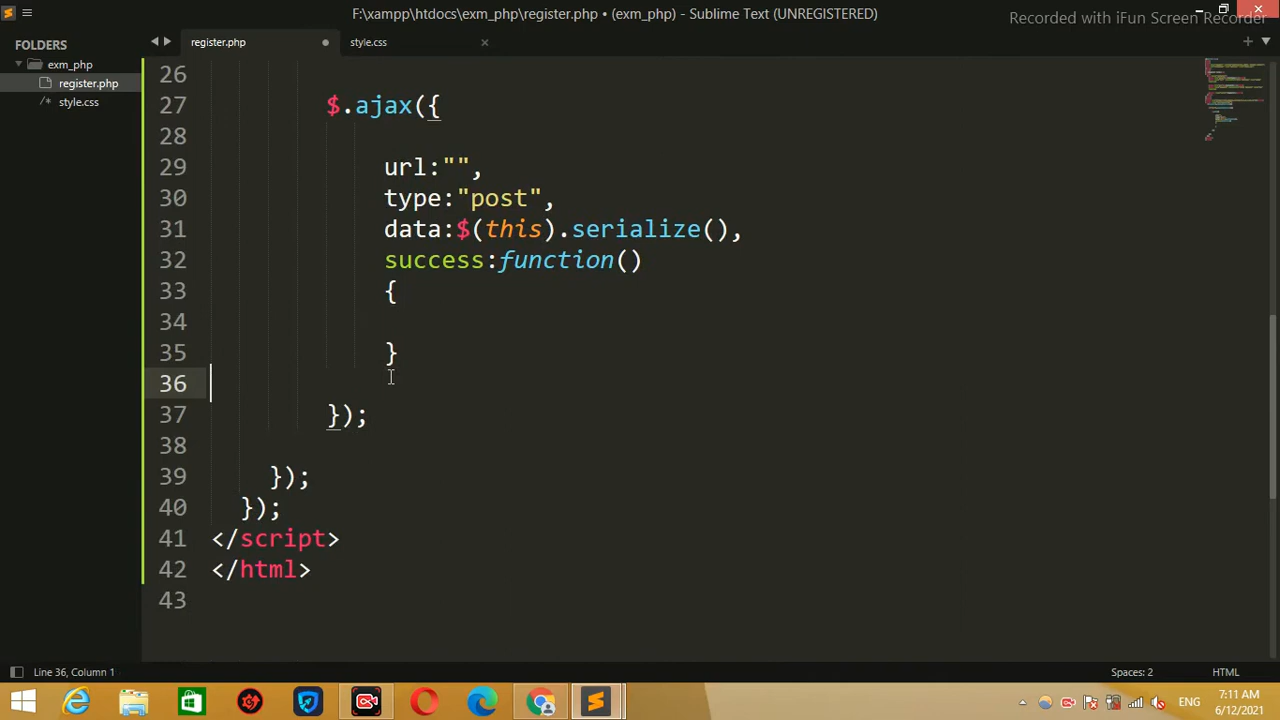 F:\xampp\htdocs\exm_php\register.php • (exm_php) - Sublime Text (UNREGISTERED)
Recorded with iFun Screen Recorder
FOLDERS
exm_php
register.php
style.css
register.php
style.css
26
27 $.ajax({
28
29 url:"",
30 type:"post",
31 data:$(this).serialize(),
32 success:function()
33 {
34
35 }
36
37 });
38
39 });
40 });
41 </script>
42 </html>
43
Line 36, Column 1
Spaces: 2
HTML
ENG
7:11 AM
6/12/2021